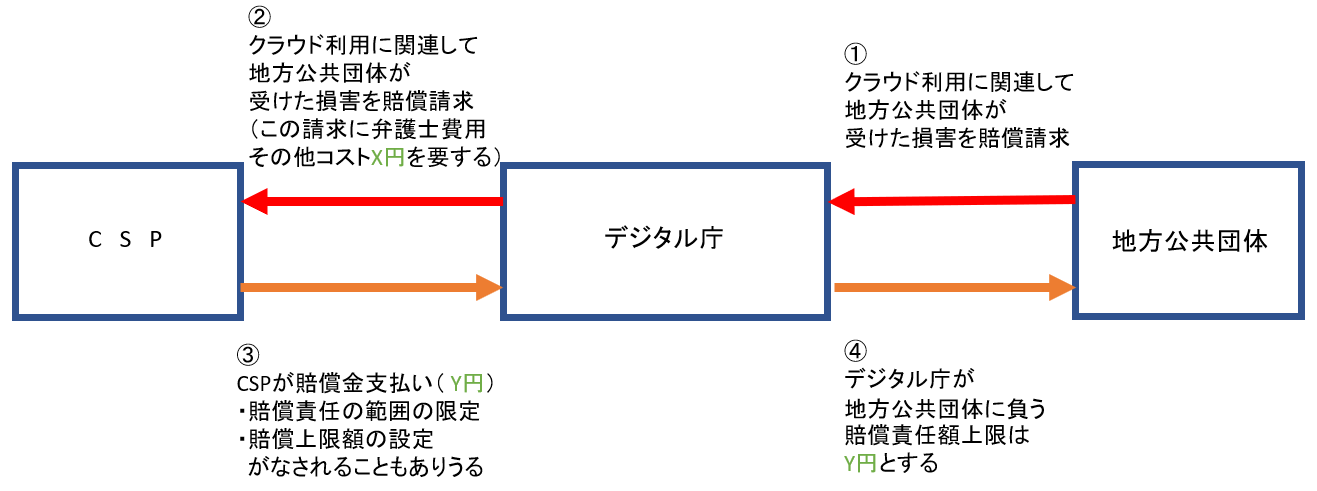 ②
クラウド利用に関連して
地方公共団体が
受けた損害を賠償請求
（この請求に弁護士費用
その他コストX円を要する）
①
クラウド利用に関連して
地方公共団体が
受けた損害を賠償請求
ＣＳＰ
デジタル庁
地方公共団体
③
CSPが賠償金支払い（Y円）
・賠償責任の範囲の限定
・賠償上限額の設定
がなされることもありうる
④
デジタル庁が
地方公共団体に負う
賠償責任額上限は
Y円とする